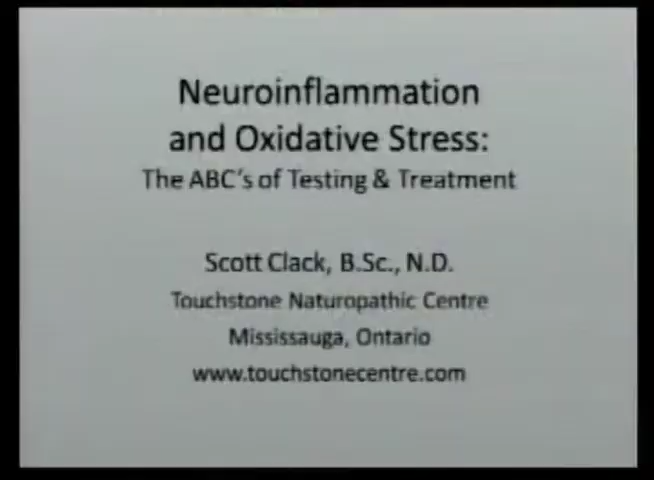 Neuroinflammation
and Oxidative Stress:
The ABC's of Testing & Treatment
Scott Clack, B.Sc., N.D.
Touchstone Naturopathic Centre
Mississauga, Ontario
www.touchstonecentre.com